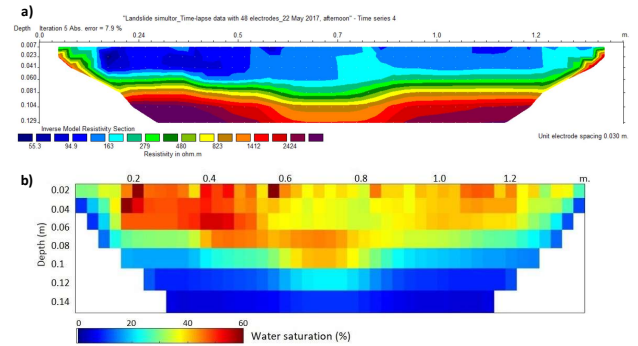 a)
"Landslide simultor_Time-lapse data with 48 electrodes_22 May 2017, afternoon" - Time series 4
Depth Iteration 5 Abs. error = 7.9 %
0.0 0.24 0.7 1.2 m.
0.007
0.023
0.041
0.060
0.081
0.104
0.129
Inverse Model Resistivity Section
55.3 94.9 163 279 480 823 1412 2424
Resistivity in ohm.m
Unit electrode spacing 0.030 m.
b)
0.2 0.4 0.6 0.8 1.0 1.2 m.
0.02
0.04
0.06
0.08
0.1
0.12
0.14
Depth (m)
0 20 40 60
Water saturation (%)